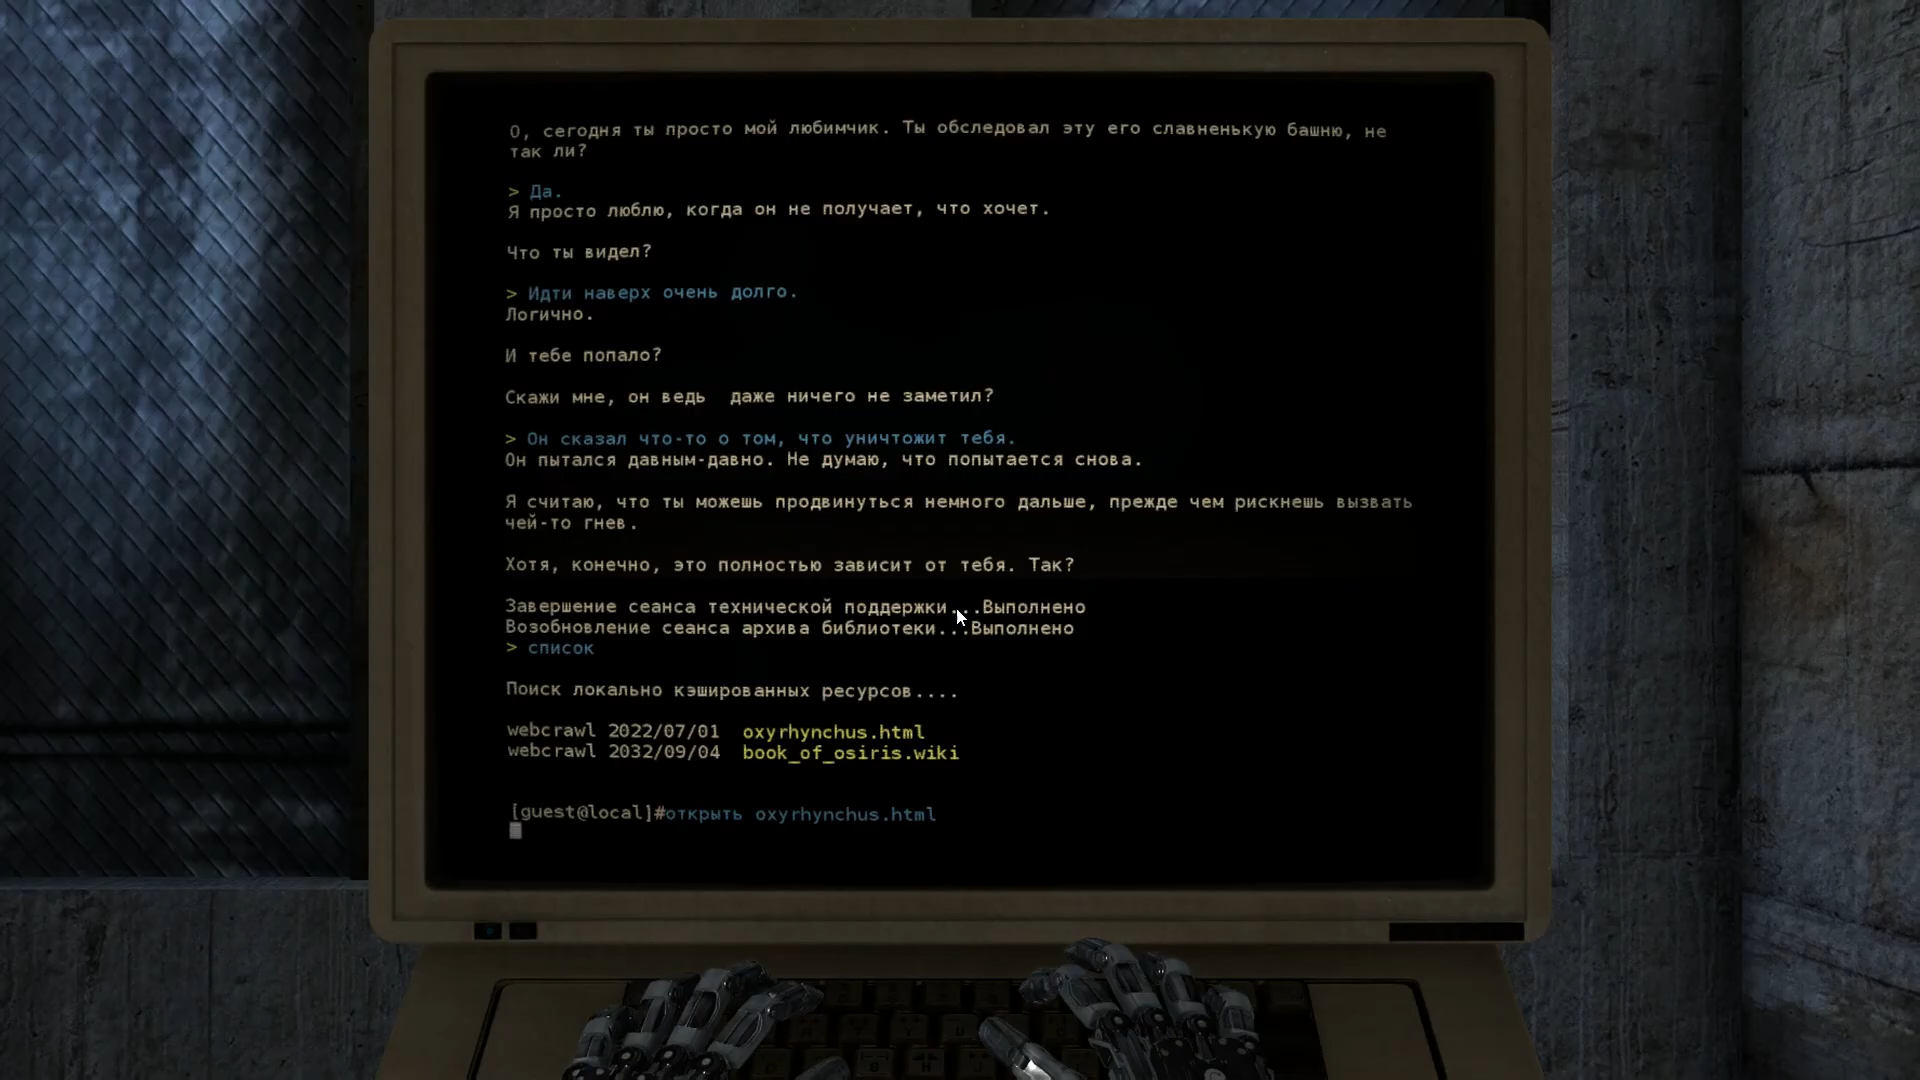 О, сегодня ты просто мой любимчик. Ты обследовал эту его славненькую башню, не
так ли?
> Да.
Я просто люблю, когда он не получает, что хочет.
Что ты видел?
> Идти наверх очень долго.
Логично.
И тебе попало?
Скажи мне, он ведь  даже ничего не заметил?
> Он сказал что-то о том, что уничтожит тебя.
Он пытался давным-давно. Не думаю, что попытается снова.
Я считаю, что ты можешь продвинуться немного дальше, прежде чем рискнешь вызвать
чей-то гнев.
Хотя, конечно, это полностью зависит от тебя. Так?
Завершение сеанса технической поддержки...Выполнено
Возобновление сеанса архива библиотеки...Выполнено
> список
Поиск локально кэшированных ресурсов....
webcrawl 2022/07/01  oxyrhynchus.html
webcrawl 2032/09/04  book_of_osiris.wiki
[guest@local]#открыть oxyrhynchus.html